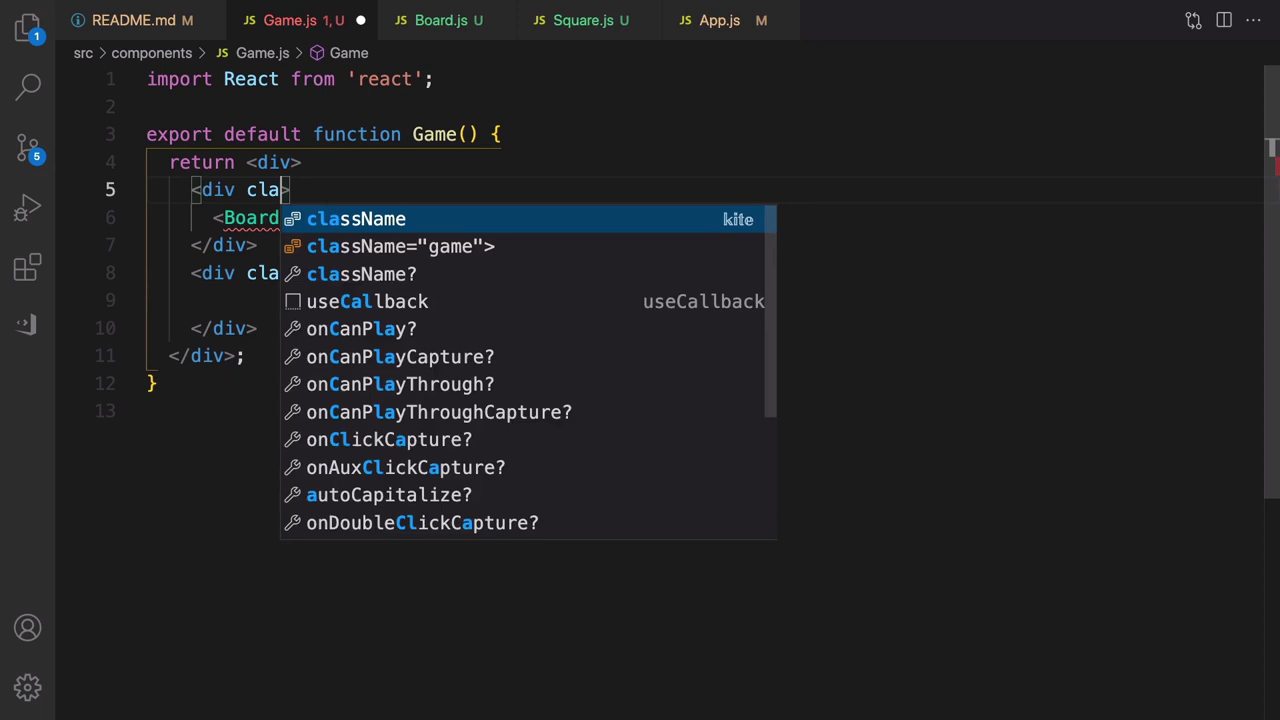 README.md M
Game.js 1, U
Board.js U
Square.js U
App.js M
1
src > components > JS Game.js > Game
1 import React from 'react';
2
3 export default function Game() {
4 return <div>
5 <div cla>
6 <Board
7 </div>
8 <div cla
9
10 </div>
11 </div>;
12 }
13
className kite
className="game">
className?
useCallback useCallback
onCanPlay?
onCanPlayCapture?
onCanPlayThrough?
onCanPlayThroughCapture?
onClickCapture?
onAuxClickCapture?
autoCapitalize?
onDoubleClickCapture?
5